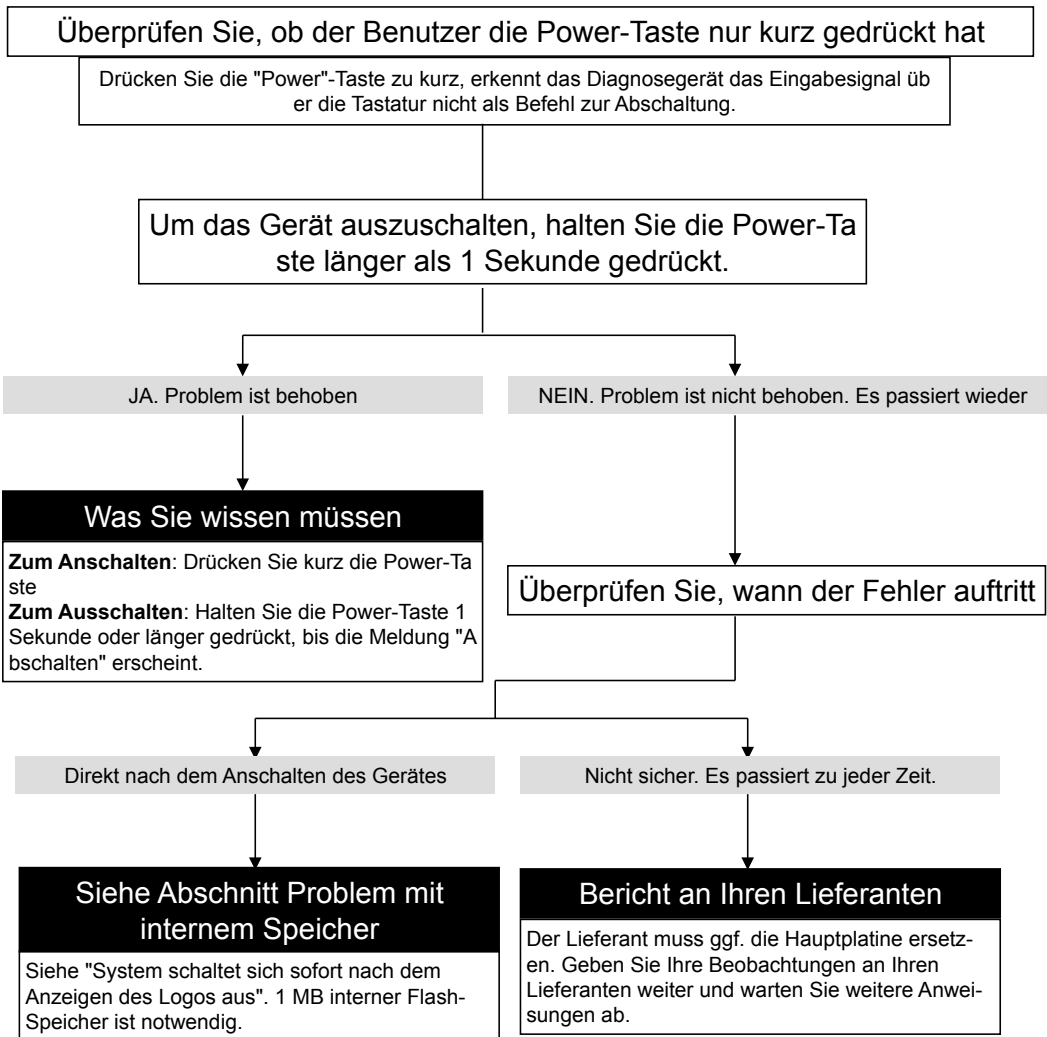 Überprüfen Sie, ob der Benutzer die Power-Taste nur kurz gedrückt hat
Drücken Sie die "Power"-Taste zu kurz, erkennt das Diagnosegerät das Eingabesignal üb
er die Tastatur nicht als Befehl zur Abschaltung.
Um das Gerät auszuschalten, halten Sie die Power-Ta
ste länger als 1 Sekunde gedrückt.
JA. Problem ist behoben
NEIN. Problem ist nicht behoben. Es passiert wieder
Was Sie wissen müssen
Zum Anschalten: Drücken Sie kurz die Power-Ta
ste
Zum Ausschalten: Halten Sie die Power-Taste 1
Sekunde oder länger gedrückt, bis die Meldung "A
bschalten" erscheint.
Überprüfen Sie, wann der Fehler auftritt
Direkt nach dem Anschalten des Gerätes
Nicht sicher. Es passiert zu jeder Zeit.
Siehe Abschnitt Problem mit
internem Speicher
Siehe "System schaltet sich sofort nach dem
Anzeigen des Logos aus". 1 MB interner Flash-
Speicher ist notwendig.
Bericht an Ihren Lieferanten
Der Lieferant muss ggf. die Hauptplatine ersetz-
en. Geben Sie Ihre Beobachtungen an Ihren
Lieferanten weiter und warten Sie weitere Anwei-
sungen ab.